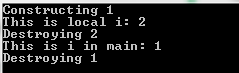 Constructing 1
This is local i: 2
Destroying 2
This is i in main: 1
Destroying 1